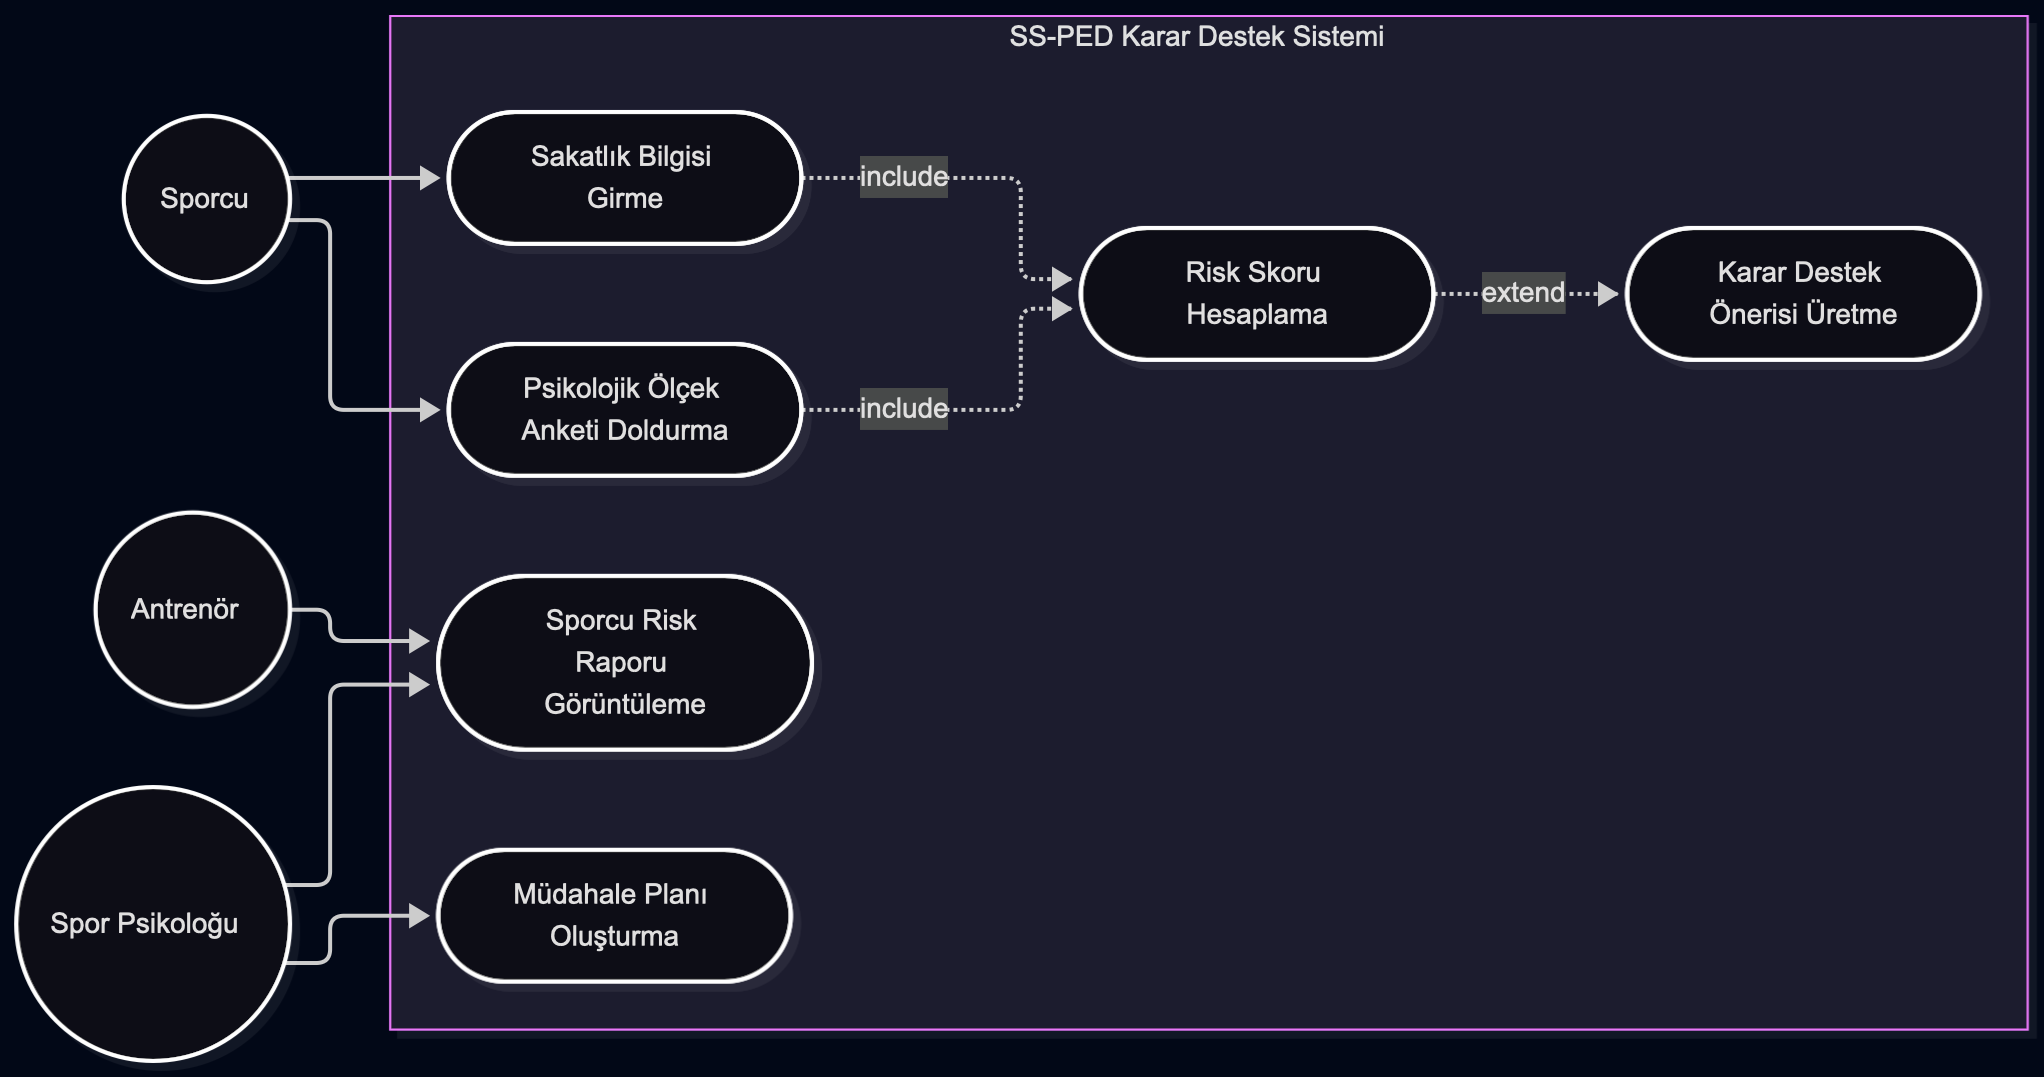 SS-PED Karar Destek Sistemi
Sporcu
Sakatlık Bilgisi
Girme
include
Risk Skoru
Hesaplama
extend
Karar Destek
Önerisi Üretme
Psikolojik Ölçek
Anketi Doldurma
include
Antrenör
Sporcu Risk
Raporu
Görüntüleme
Spor Psikoloğu
Müdahale Planı
Oluşturma